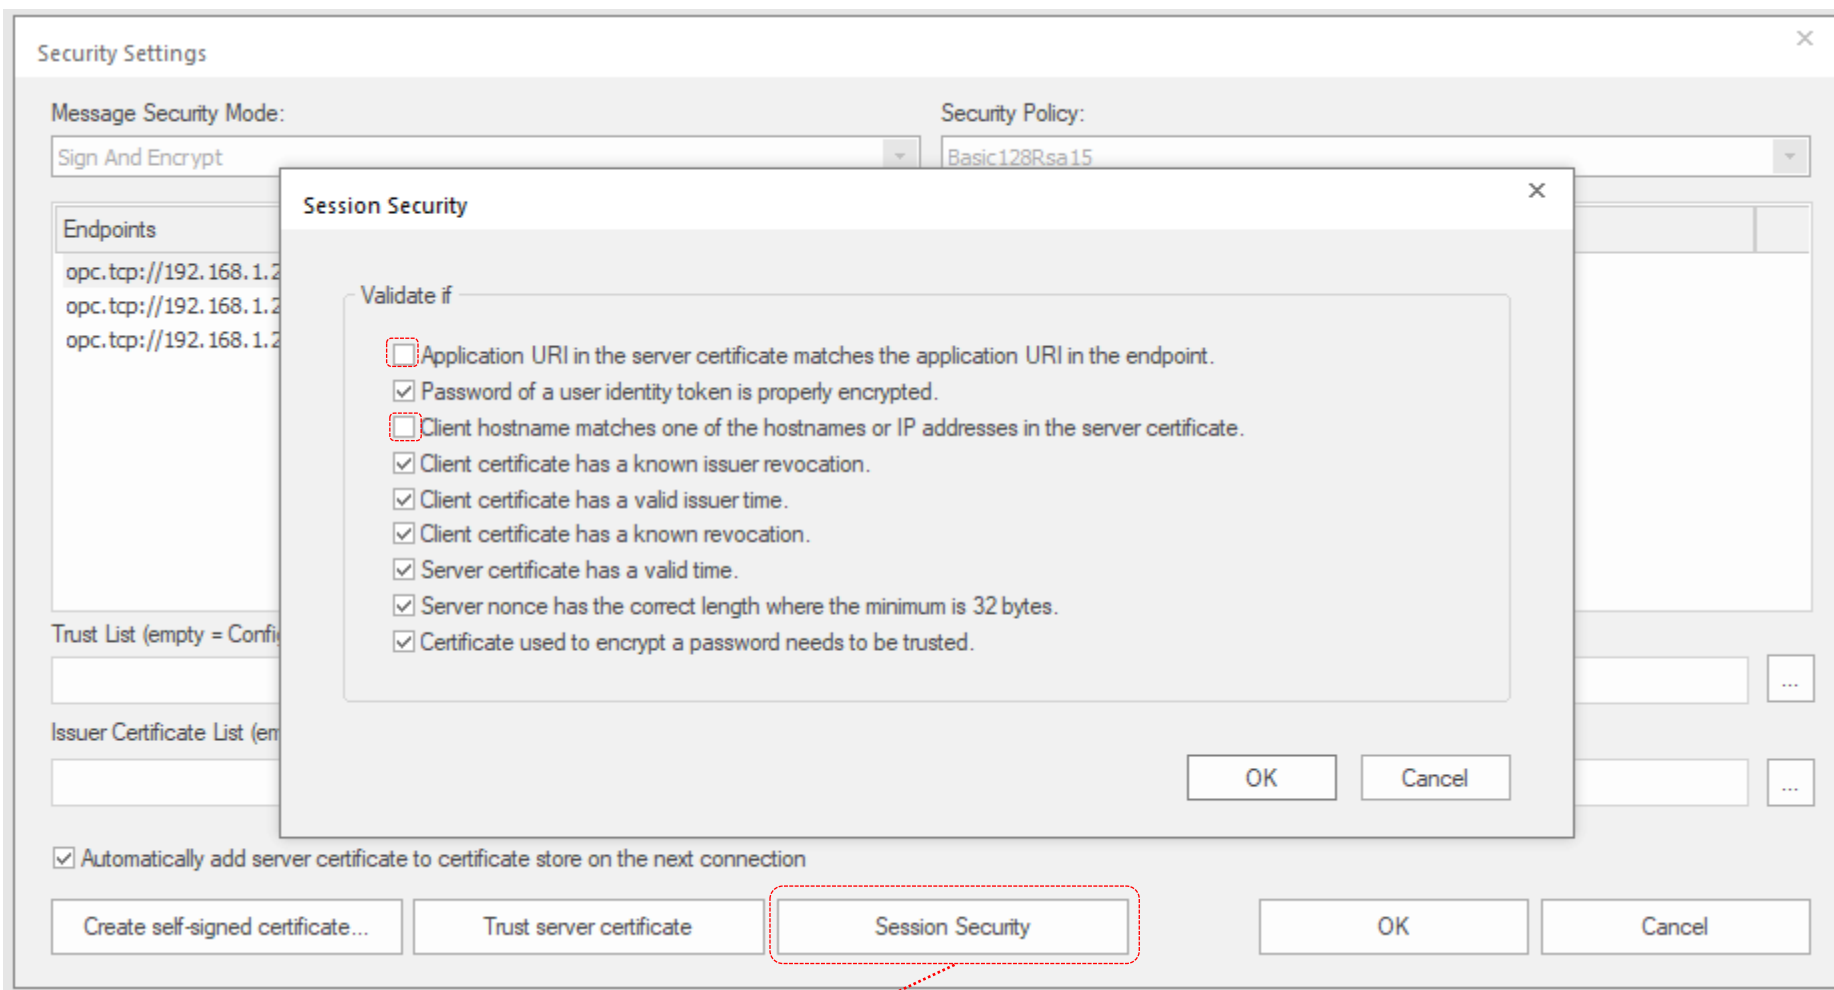 Security Settings
Message Security Mode:
Security Policy:
Sign And Encrypt
Basic128Rsa15
Session Security
Endpoints
opc.tcp://192.168.1.2
opc.tcp://192.168.1.2
opc.tcp://192.168.1.2
Validate if
Application URI in the server certificate matches the application URI in the endpoint.
Password of a user identity token is properly encrypted.
Client hostname matches one of the hostnames or IP addresses in the server certificate.
Client certificate has a known issuer revocation.
Client certificate has a valid issuer time.
Client certificate has a known revocation.
Server certificate has a valid time.
Server nonce has the correct length where the minimum is 32 bytes.
Certificate used to encrypt a password needs to be trusted.
Trust List (empty = Confi
...
Issuer Certificate List (em
...
OK
Cancel
Automatically add server certificate to certificate store on the next connection
Create self-signed certificate...
Trust server certificate
Session Security
OK
Cancel